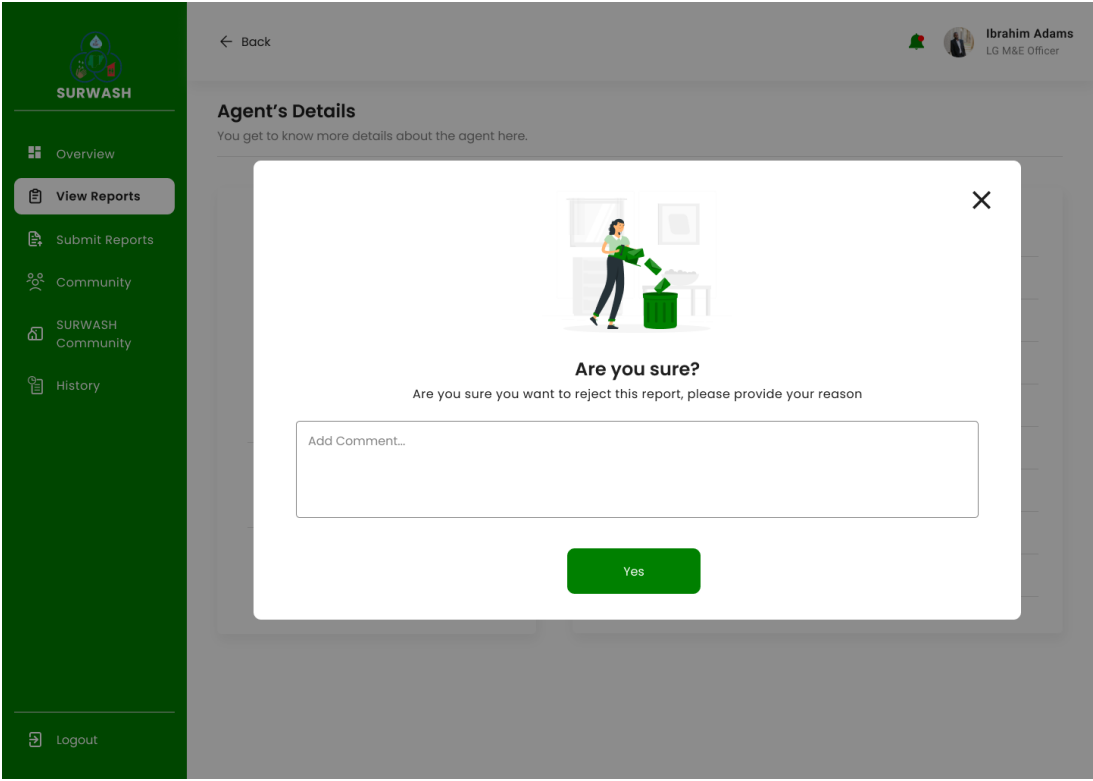 SURWASH
Overview
View Reports
Submit Reports
Community
SURWASH
Community
History
Logout
Back
Ibrahim Adams
LG M&E Officer
Agent’s Details
You get to know more details about the agent here.
Are you sure?
Are you sure you want to reject this report, please provide your reason
Add Comment...
Yes